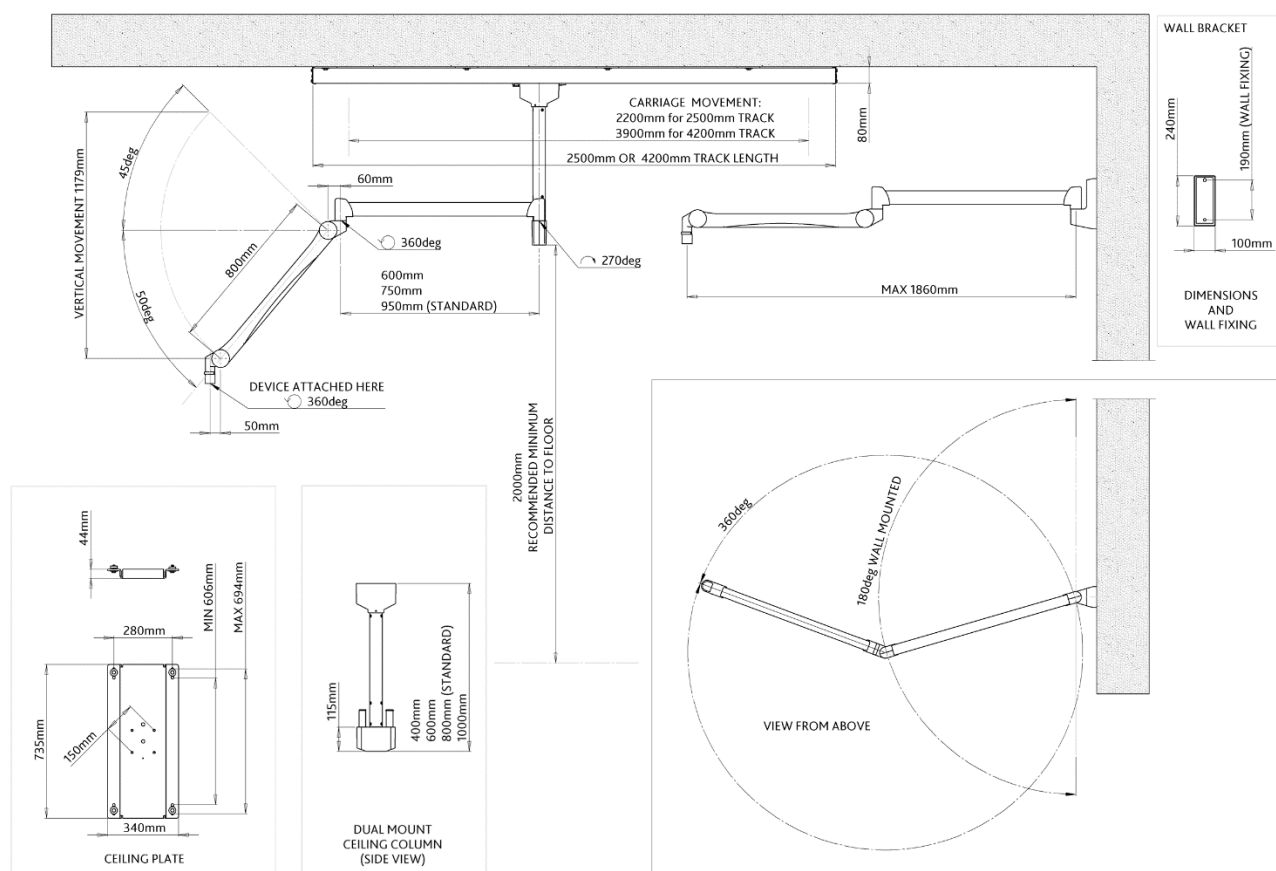 WALL BRACKET
240mm
190mm (WALL FIXING)
100mm
DIMENSIONS
AND
WALL FIXING
CARRIAGE MOVEMENT:
2200mm for 2500mm TRACK
3900mm for 4200mm TRACK
2500mm OR 4200mm TRACK LENGTH
80mm
VERTICAL MOVEMENT 1179mm
45deg
50deg
60mm
800mm
360deg
270deg
600mm
750mm
950mm (STANDARD)
DEVICE ATTACHED HERE
360deg
50mm
MAX 1860mm
2000mm
RECOMMENDED MINIMUM
DISTANCE TO FLOOR
44mm
280mm
MIN 606mm
MAX 694mm
735mm
150mm
340mm
CEILING PLATE
115mm
400mm
600mm
800mm (STANDARD)
1000mm
DUAL MOUNT
CEILING COLUMN
(SIDE VIEW)
360deg
180deg WALL MOUNTED
VIEW FROM ABOVE